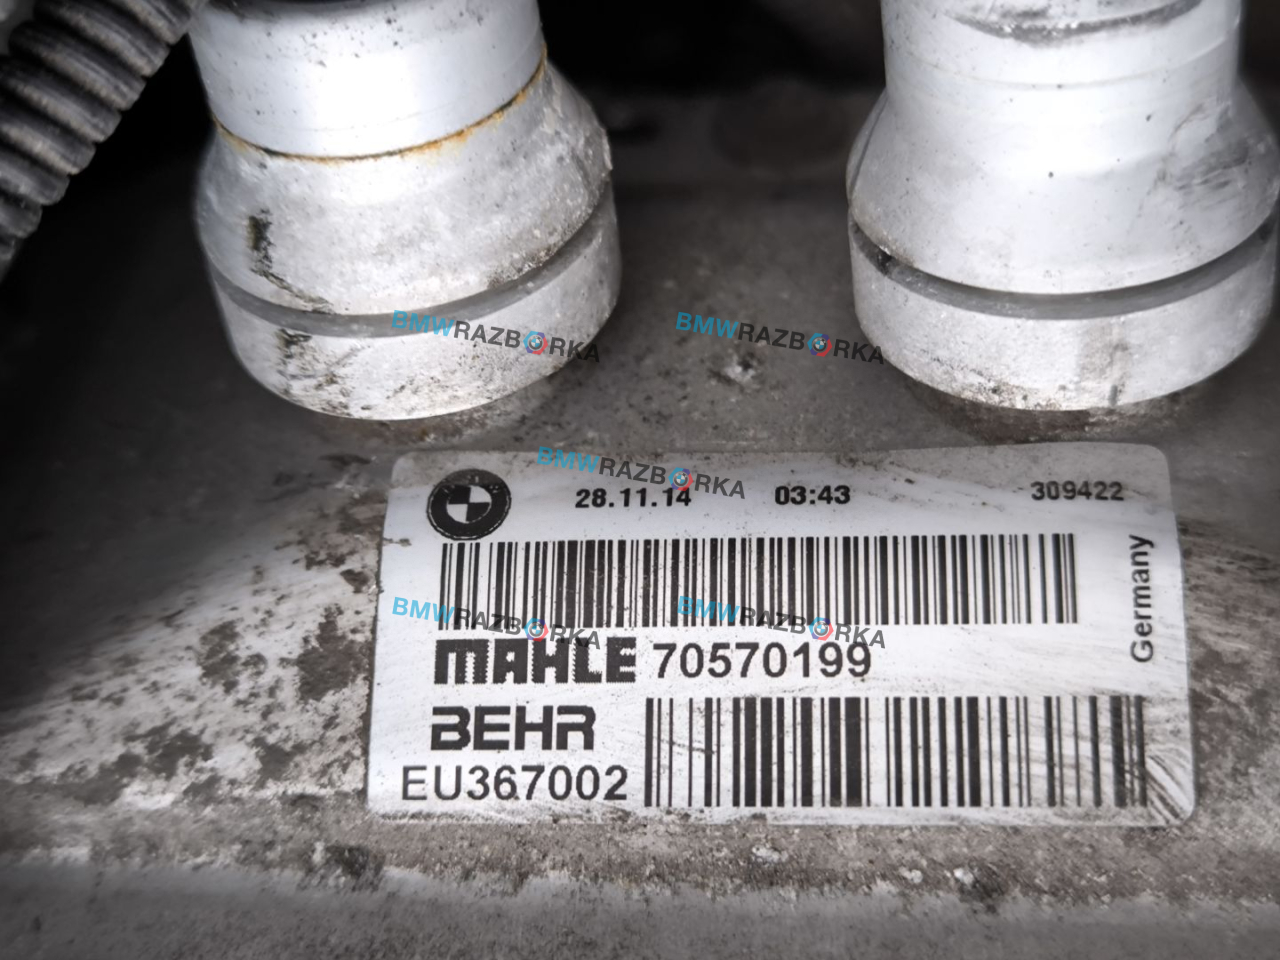 BMWRAZBORKA
BMWRAZBORKA
BMWRAZBORKA
28.11.14 03:43 309422
Germany
BMWRAZBORKA
BMWRAZBORKA
MAHLE 70570199
BEHR
EU367002